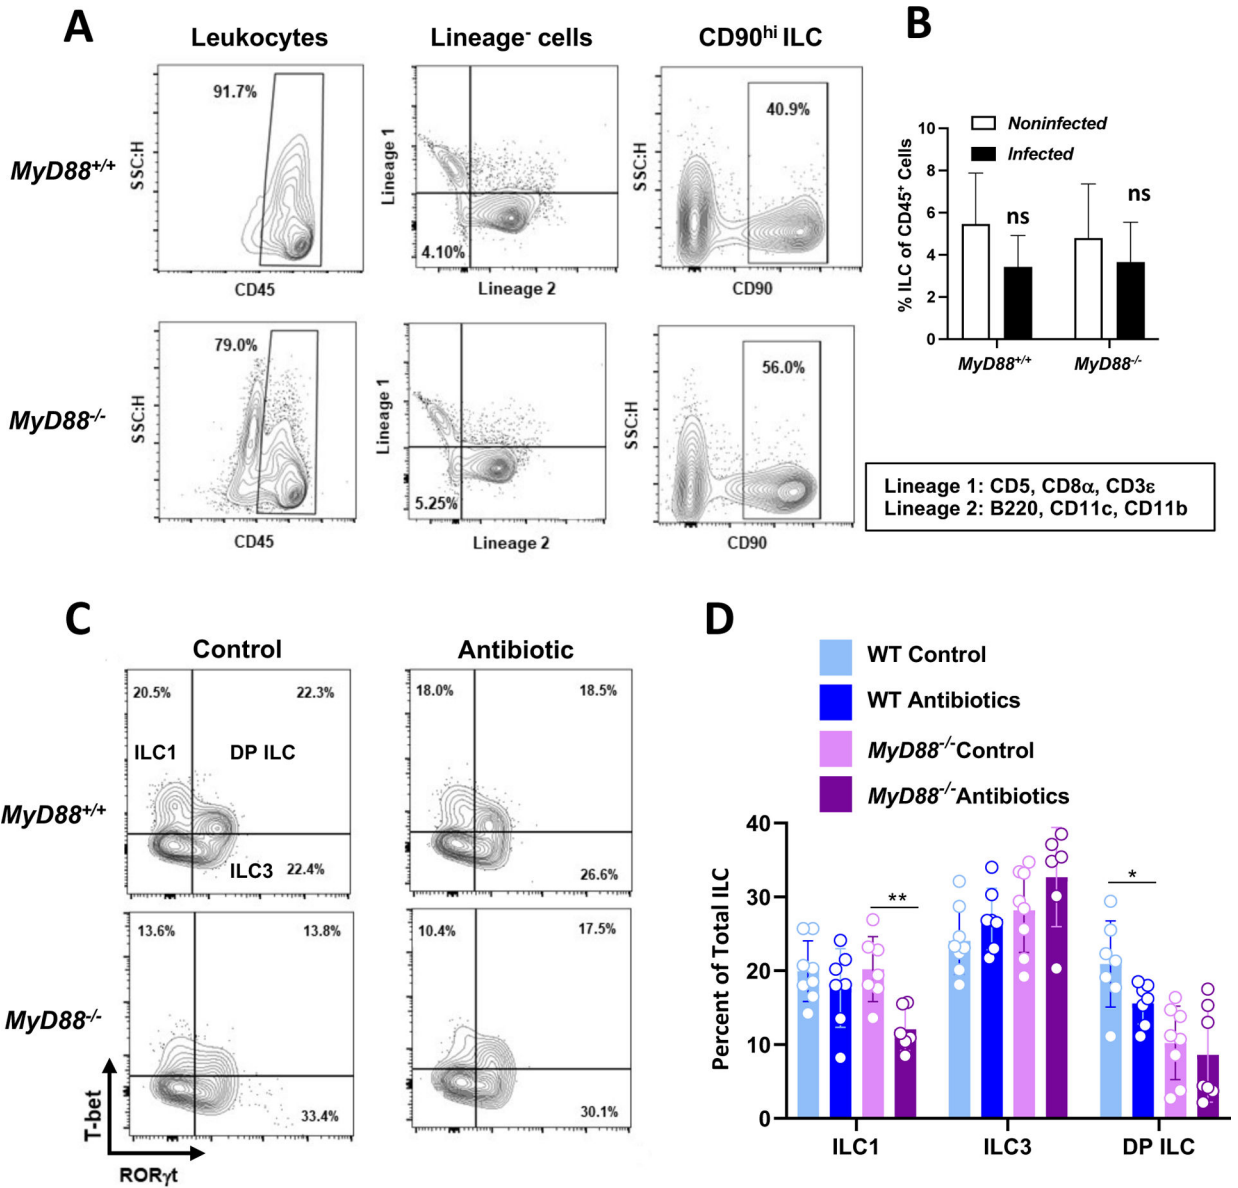 A
Leukocytes
Lineage⁻ cells
CD90ʰⁱ ILC
MyD88⁺/⁺
SSC:H
91.7%
CD45
Lineage 1
4.10%
Lineage 2
SSC:H
40.9%
CD90
MyD88⁻/⁻
SSC:H
79.0%
CD45
Lineage 1
5.25%
Lineage 2
SSC:H
56.0%
CD90
B
Noninfected
Infected
% ILC of CD45⁺ Cells
10
8
6
4
2
0
ns
ns
MyD88⁺/⁺
MyD88⁻/⁻
Lineage 1: CD5, CD8α, CD3ε
Lineage 2: B220, CD11c, CD11b
C
Control
Antibiotic
MyD88⁺/⁺
20.5%
22.3%
ILC1
DP ILC
ILC3
22.4%
18.0%
18.5%
26.6%
MyD88⁻/⁻
13.6%
13.8%
33.4%
10.4%
17.5%
30.1%
T-bet
RORγt
D
WT Control
WT Antibiotics
MyD88⁻/⁻Control
MyD88⁻/⁻Antibiotics
Percent of Total ILC
40
30
20
10
0
**
*
ILC1
ILC3
DP ILC